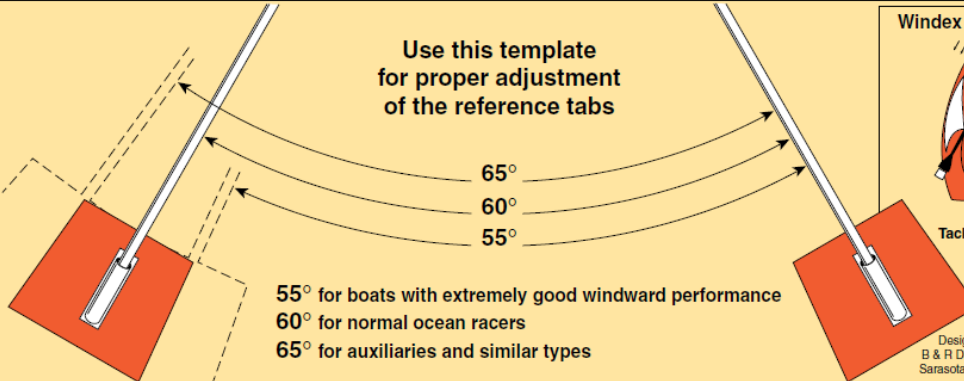 Windex
Use this template
for proper adjustment
of the reference tabs
65°
60°
55°
55° for boats with extremely good windward performance
60° for normal ocean racers
65° for auxiliaries and similar types
B & R D
Sarasota